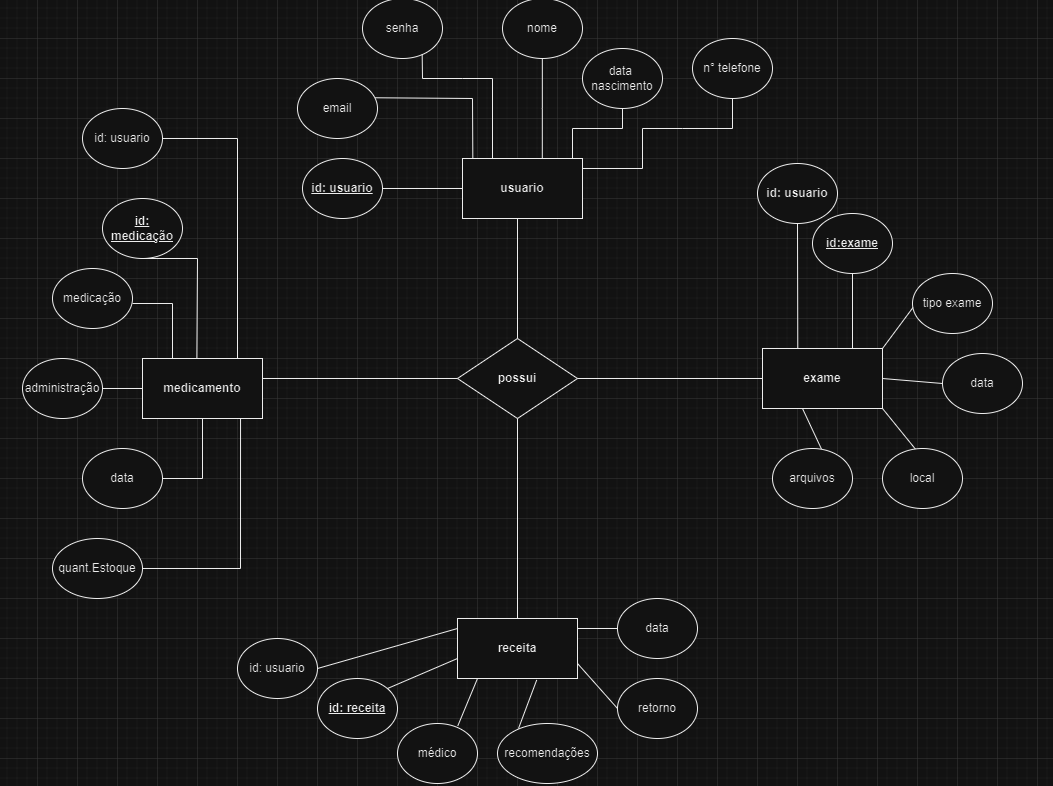 senha
nome
data
nascimento
n° telefone
email
id: usuario
id: usuario
usuario
id: usuario
id:
medicação
id:exame
medicação
tipo exame
administração
medicamento
possui
exame
data
data
arquivos
local
quant.Estoque
data
receita
id: usuario
id: receita
retorno
médico
recomendações